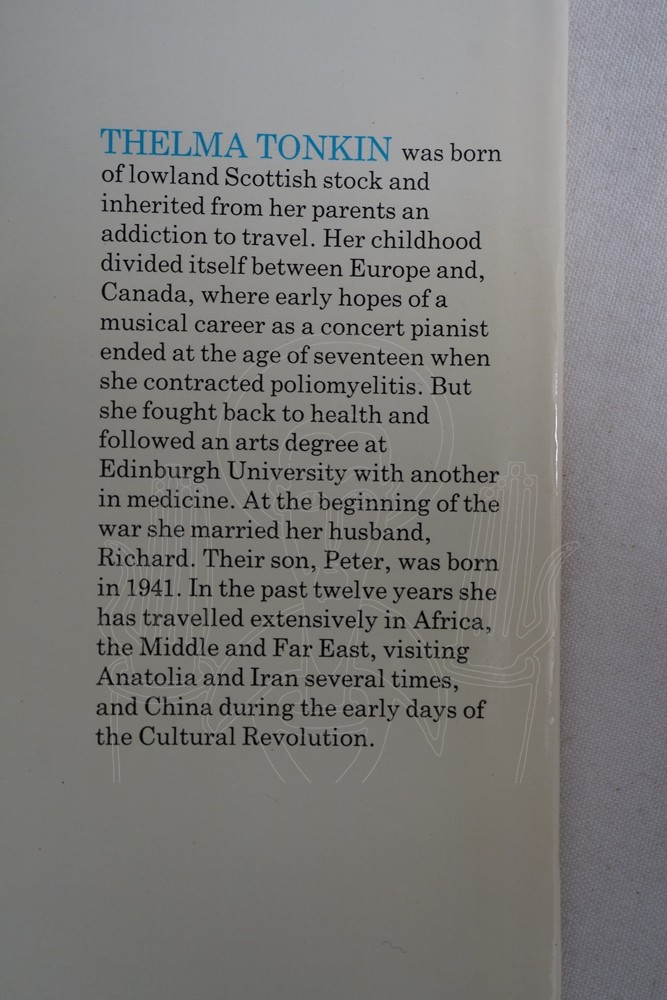 THELMA TONKIN was born
of lowland Scottish stock and
inherited from her parents an
addiction to travel. Her childhood
divided itself between Europe and,
Canada, where early hopes of a
musical career as a concert pianist
ended at the age of seventeen when
she contracted poliomyelitis. But
she fought back to health and
followed an arts degree at
Edinburgh University with another
in medicine. At the beginning of the
war she married her husband,
Richard. Their son, Peter, was born
in 1941. In the past twelve years she
has travelled extensively in Africa,
the Middle and Far East, visiting
Anatolia and Iran several times,
and China during the early days of
the Cultural Revolution.